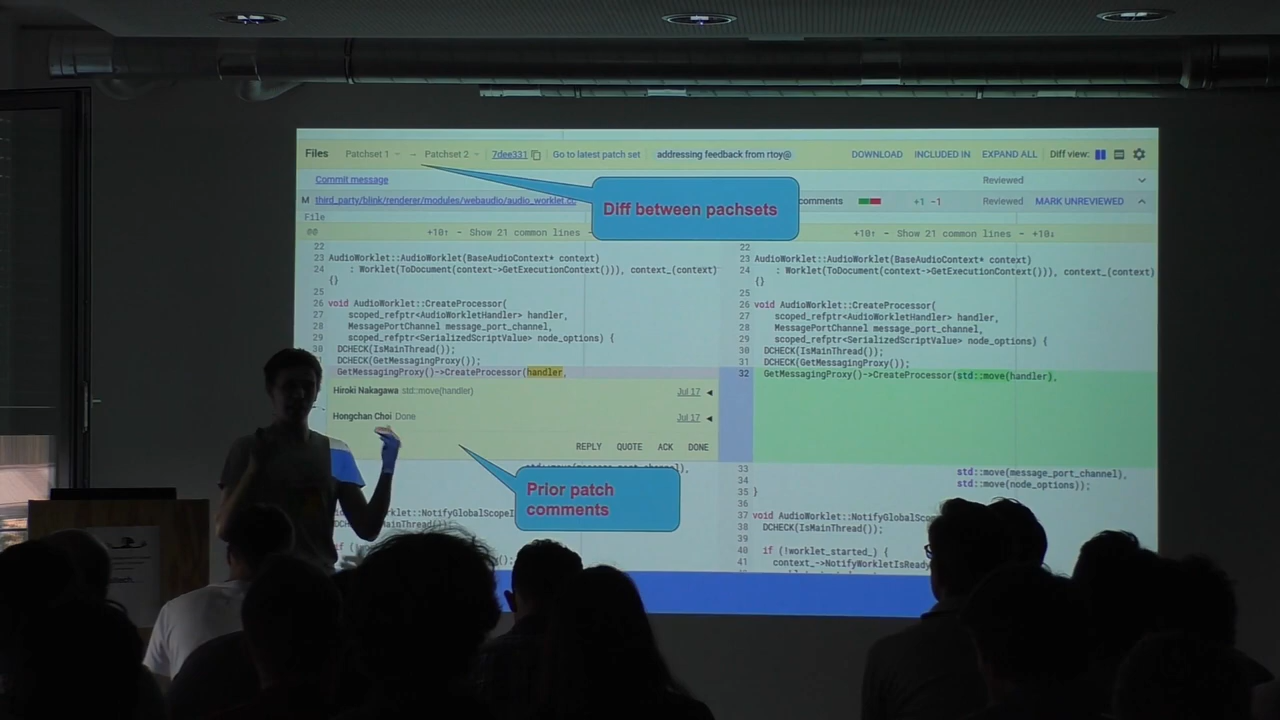 Files Patchset 1 → Patchset 2 7dee331 Go to latest patch set addressing feedback from rtoy@ DOWNLOAD INCLUDED IN EXPAND ALL Diff view:
Commit message Reviewed
M third_party/blink/renderer/modules/webaudio/audio_worklet.cc comments +1 -1 Reviewed MARK UNREVIEWED
Diff between pachsets
File
@@ +10↑ - Show 21 common lines - +10↑ - Show 21 common lines - +10↓
22
23 AudioWorklet::AudioWorklet(BaseAudioContext* context)
24 : Worklet(ToDocument(context->GetExecutionContext())), context_(context)
{}
25
26 void AudioWorklet::CreateProcessor(
27 scoped_refptr<AudioWorkletHandler> handler,
28 MessagePortChannel message_port_channel,
29 scoped_refptr<SerializedScriptValue> node_options) {
30 DCHECK(IsMainThread());
DCHECK(GetMessagingProxy());
GetMessagingProxy()->CreateProcessor(handler,
Hiroki Nakagawa std::move(handler) Jul 17
Hongchan Choi Done Jul 17
REPLY QUOTE ACK DONE
Prior patch
comments
22
23 AudioWorklet::AudioWorklet(BaseAudioContext* context)
24 : Worklet(ToDocument(context->GetExecutionContext())), context_(context)
{}
25
26 void AudioWorklet::CreateProcessor(
27 scoped_refptr<AudioWorkletHandler> handler,
28 MessagePortChannel message_port_channel,
29 scoped_refptr<SerializedScriptValue> node_options) {
30 DCHECK(IsMainThread());
31 DCHECK(GetMessagingProxy());
32 GetMessagingProxy()->CreateProcessor(std::move(handler),
33 std::move(message_port_channel),
34 std::move(node_options));
35 }
36
37 void AudioWorklet::NotifyGlobalScope
38 DCHECK(IsMainThread());
39
40 if (!worklet_started_) {
41 context_->NotifyWorkletIsReady